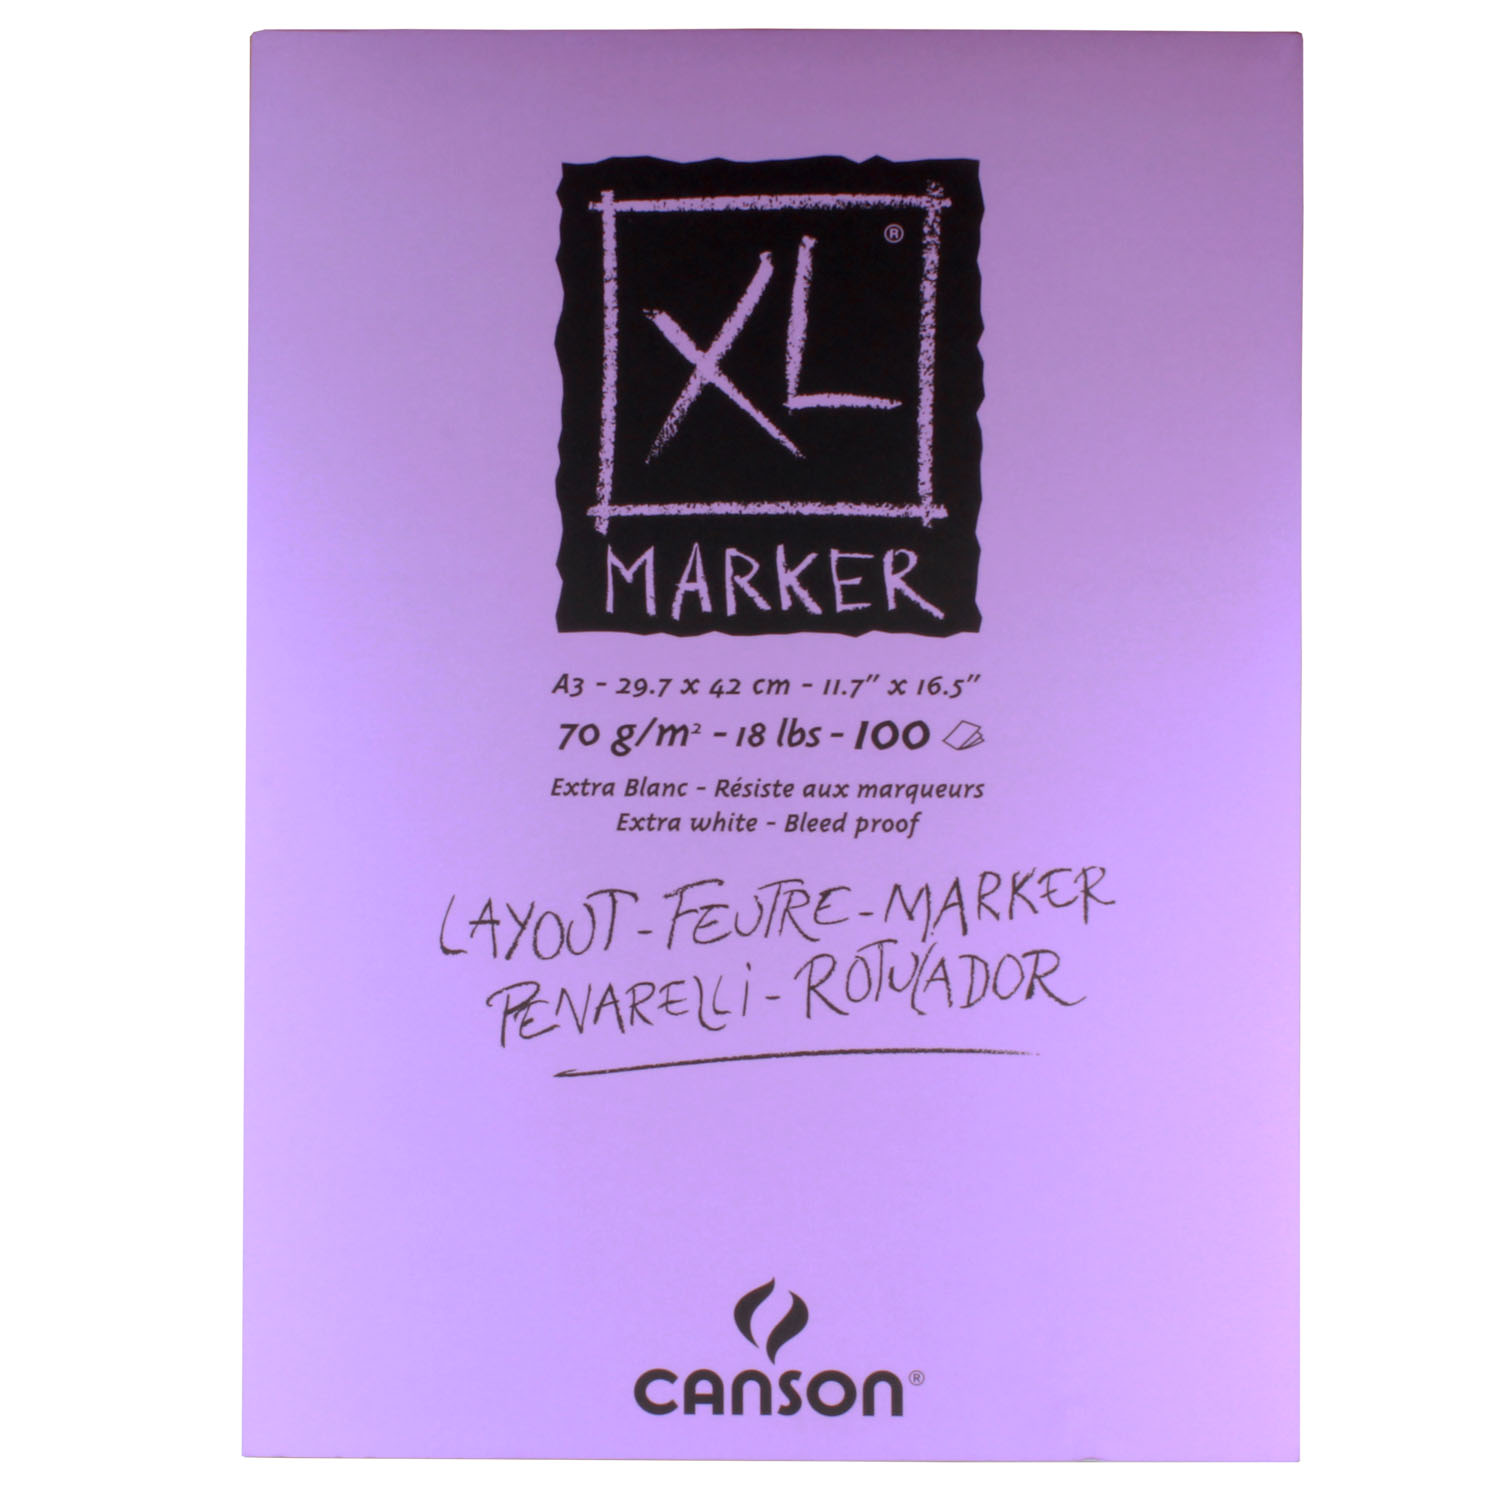 XL®
MARKER
A3 - 29.7 x 42 cm - 11.7" x 16.5"
70 g/m² - 18 lbs - 100
Extra Blanc - Résiste aux marqueurs
Extra white - Bleed proof
LAYOUT - FEUTRE - MARKER
PENARELLI - ROTULADOR
CANSON®